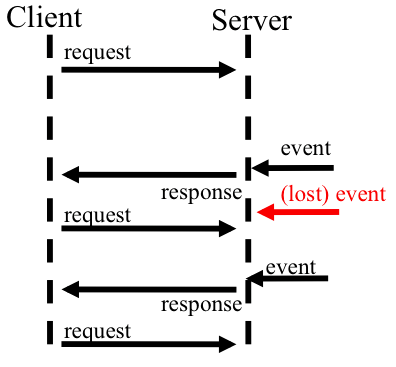 Client
Server
request
event
response
(lost) event
request
event
response
request